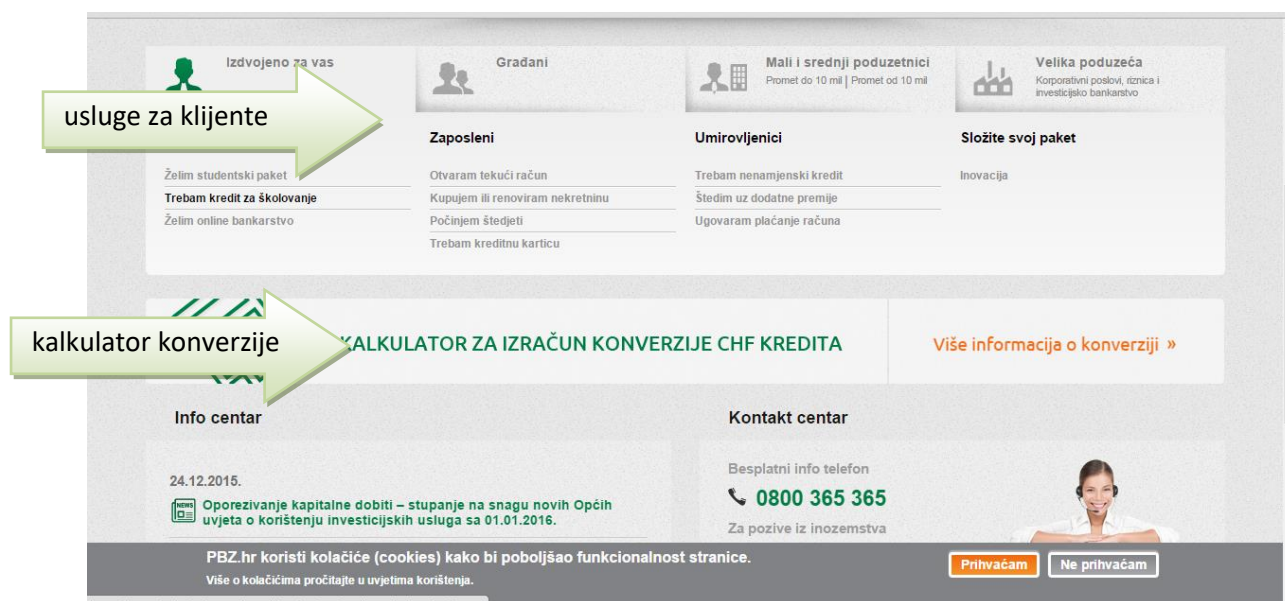 Izdvojeno za vas
Građani
Mali i srednji poduzetnici
Promet do 10 mil | Promet od 10 mil
Velika poduzeća
Korporativni poslovi, riznica i
investicijsko bankarstvo
usluge za klijente
Zaposleni
Umirovljenici
Složite svoj paket
Želim studentski paket
Otvaram tekući račun
Trebam nenamjenski kredit
Inovacija
Trebam kredit za školovanje
Kupujem ili renoviram nekretninu
Štedim uz dodatne premije
Želim online bankarstvo
Počinjem štedjeti
Ugovaram plaćanje računa
Trebam kreditnu karticu
kalkulator konverzije
KALKULATOR ZA IZRAČUN KONVERZIJE CHF KREDITA
Više informacija o konverziji »
Info centar
Kontakt centar
24.12.2015.
NEWS
Oporezivanje kapitalne dobiti – stupanje na snagu novih Općih
uvjeta o korištenju investicijskih usluga sa 01.01.2016.
Besplatni info telefon
0800 365 365
Za pozive iz inozemstva
PBZ.hr koristi kolačiće (cookies) kako bi poboljšao funkcionalnost stranice.
Više o kolačićima pročitajte u uvjetima korištenja.
Prihvaćam
Ne prihvaćam